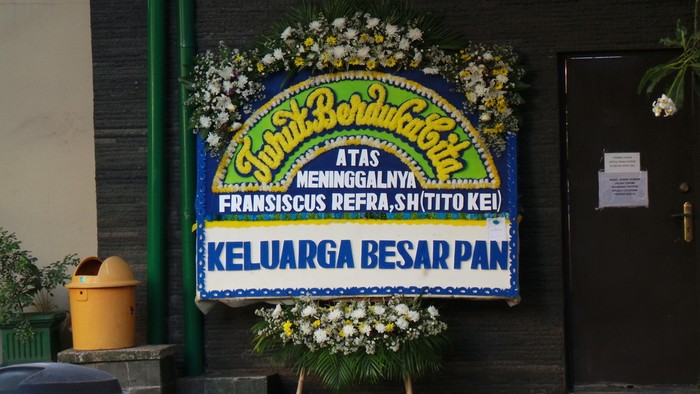 Turut Berduka Cita
ATAS
MENINGGALNYA
FRANSISCUS REFRA,SH(TITO KEI)
KELUARGA BESAR PAN